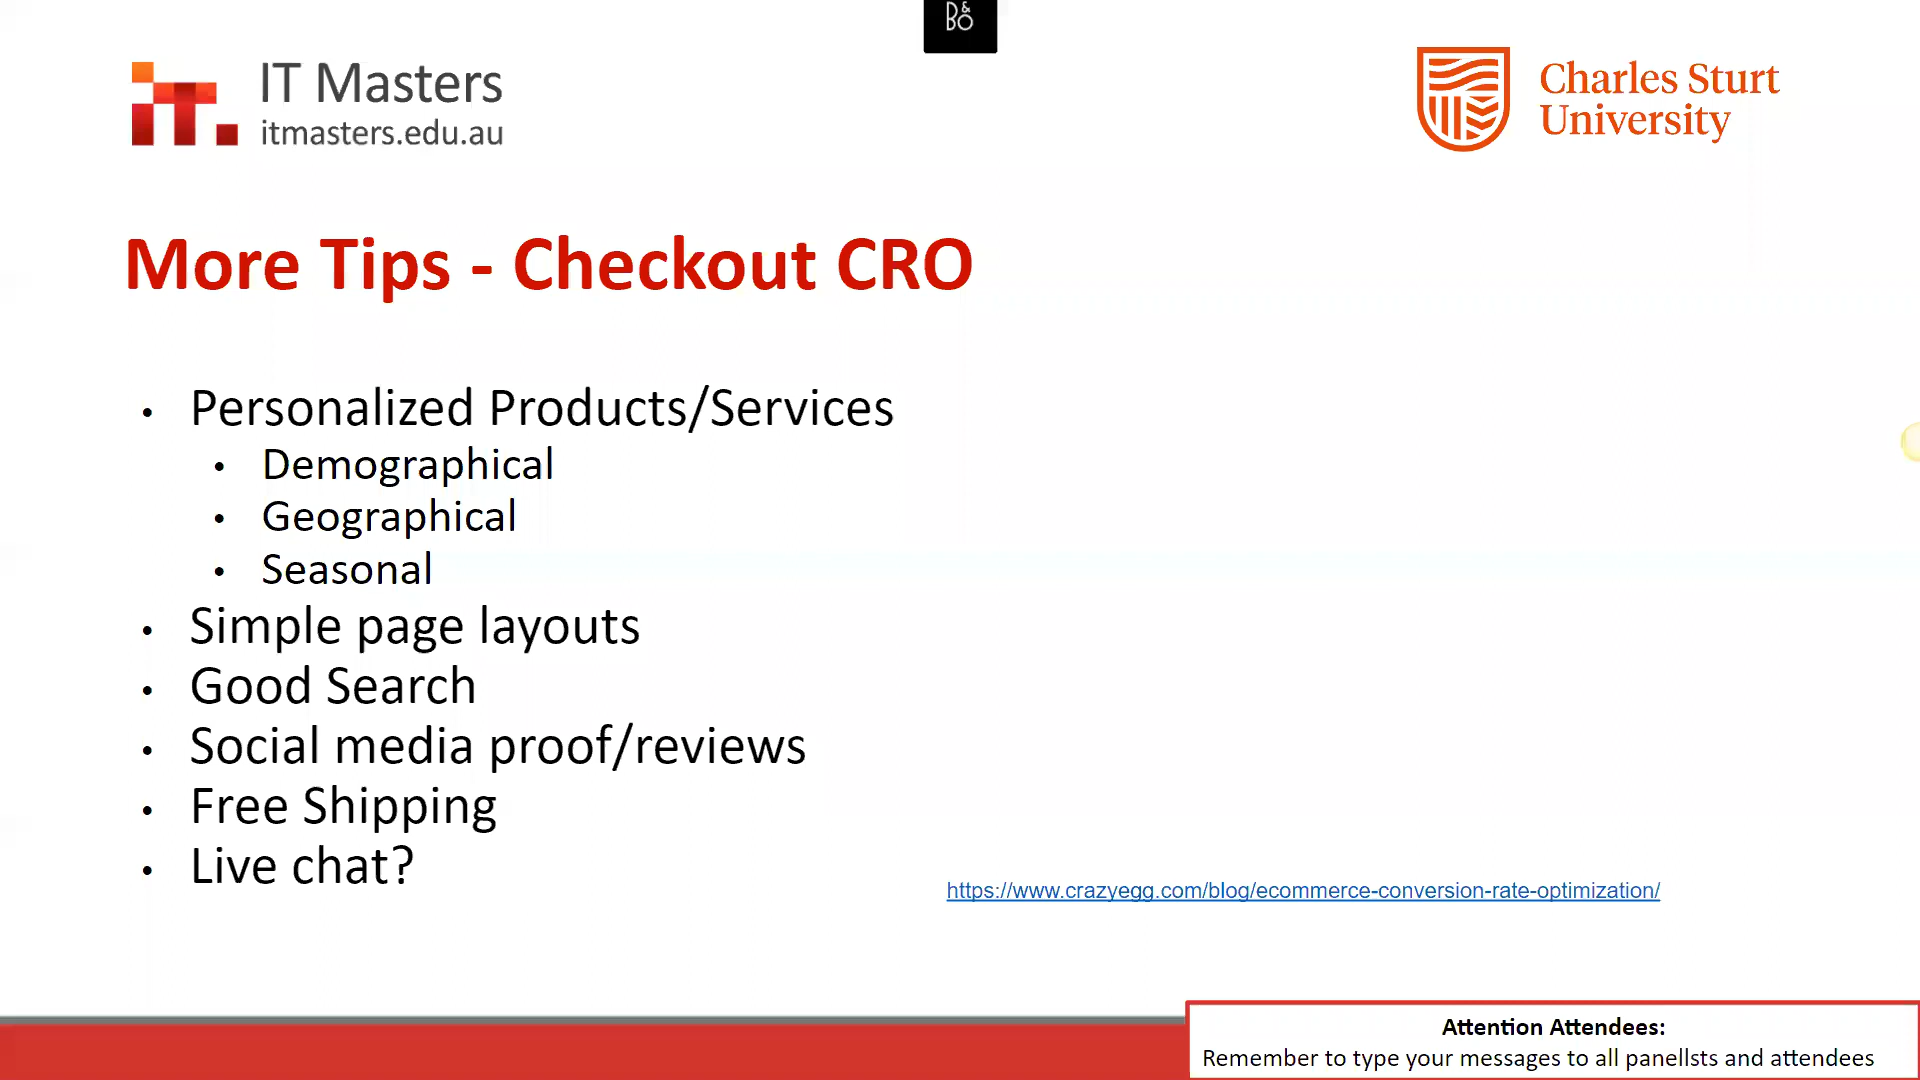 B&O
IT Masters
itmasters.edu.au
Charles Sturt
University
More Tips - Checkout CRO
• Personalized Products/Services
• Demographical
• Geographical
• Seasonal
• Simple page layouts
• Good Search
• Social media proof/reviews
• Free Shipping
• Live chat?
https://www.crazyegg.com/blog/ecommerce-conversion-rate-optimization/
Attention Attendees:
Remember to type your messages to all panellsts and attendees